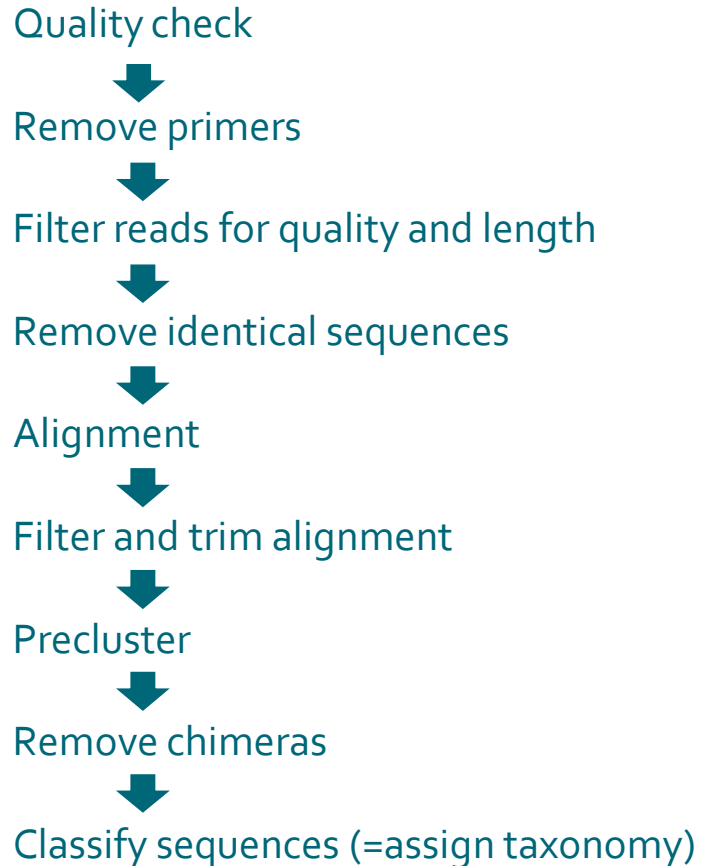 Quality check
Remove primers
Filter reads for quality and length
Remove identical sequences
Alignment
Filter and trim alignment
Precluster
Remove chimeras
Classify sequences (=assign taxonomy)